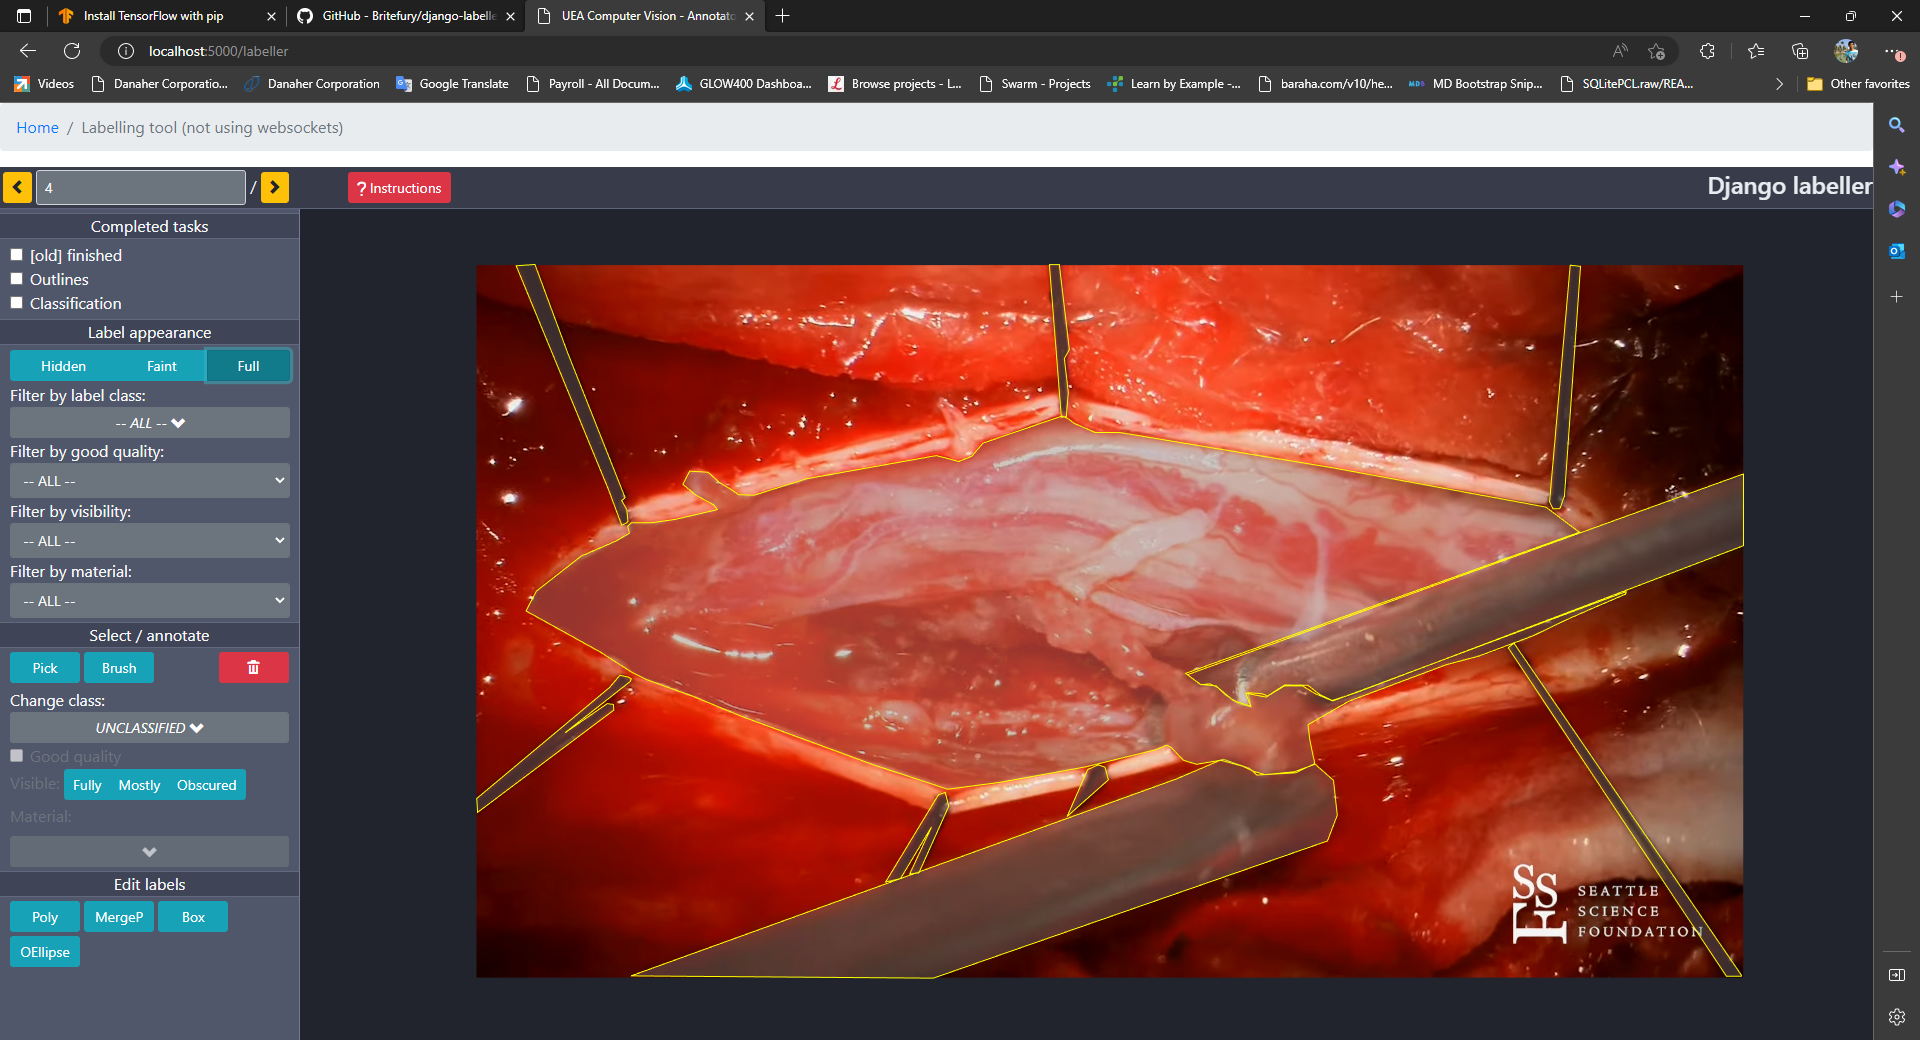 Install TensorFlow with pip
GitHub - Britefury/django-labelle
UEA Computer Vision - Annotato
localhost:5000/labeller
Videos
Danaher Corporatio...
Danaher Corporation
Google Translate
Payroll - All Docum...
GLOW400 Dashboa...
Browse projects - L...
Swarm - Projects
Learn by Example -...
baraha.com/v10/he...
MD Bootstrap Snip...
SQLitePCL.raw/REA...
Other favorites
Home / Labelling tool (not using websockets)
4 /
? Instructions
Django labeller
Completed tasks
[old] finished
Outlines
Classification
Label appearance
Hidden Faint Full
Filter by label class:
-- ALL --
Filter by good quality:
-- ALL --
Filter by visibility:
-- ALL --
Filter by material:
-- ALL --
Select / annotate
Pick Brush
Change class:
UNCLASSIFIED
Good quality
Visible: Fully Mostly Obscured
Material:
Edit labels
Poly MergeP Box
OEllipse
SSF
SEATTLE
SCIENCE
FOUNDATION